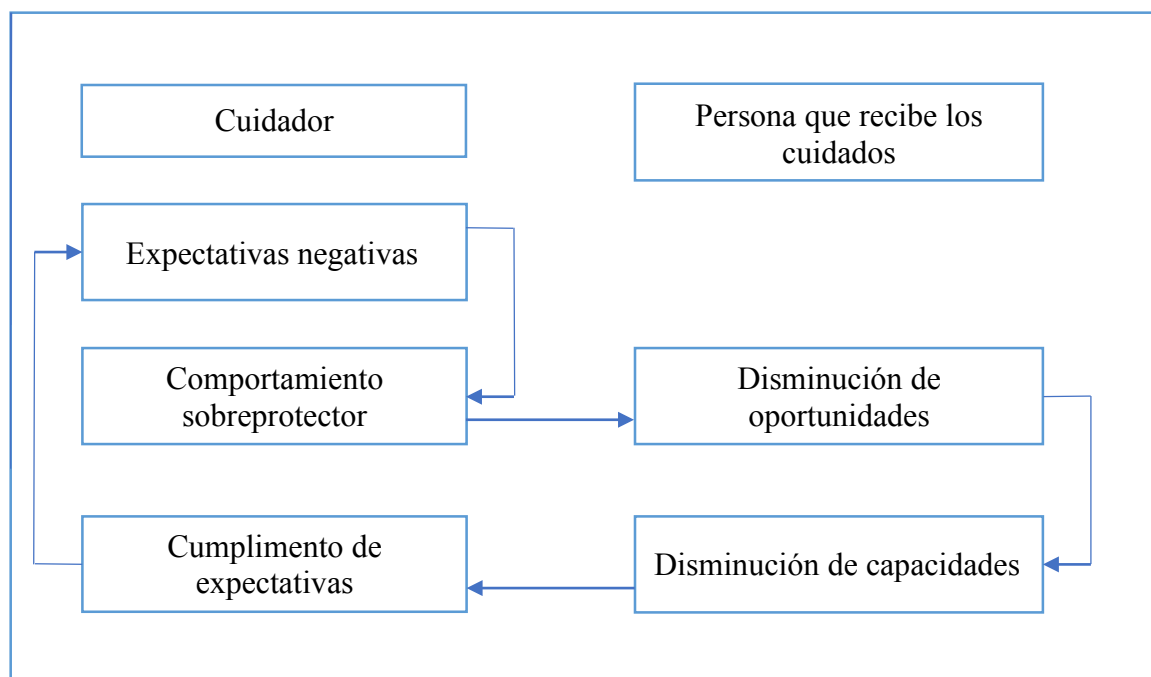 Cuidador
Persona que recibe los
cuidados
Expectativas negativas
Comportamiento
sobreprotector
Disminución de
oportunidades
Cumplimento de
expectativas
Disminución de capacidades